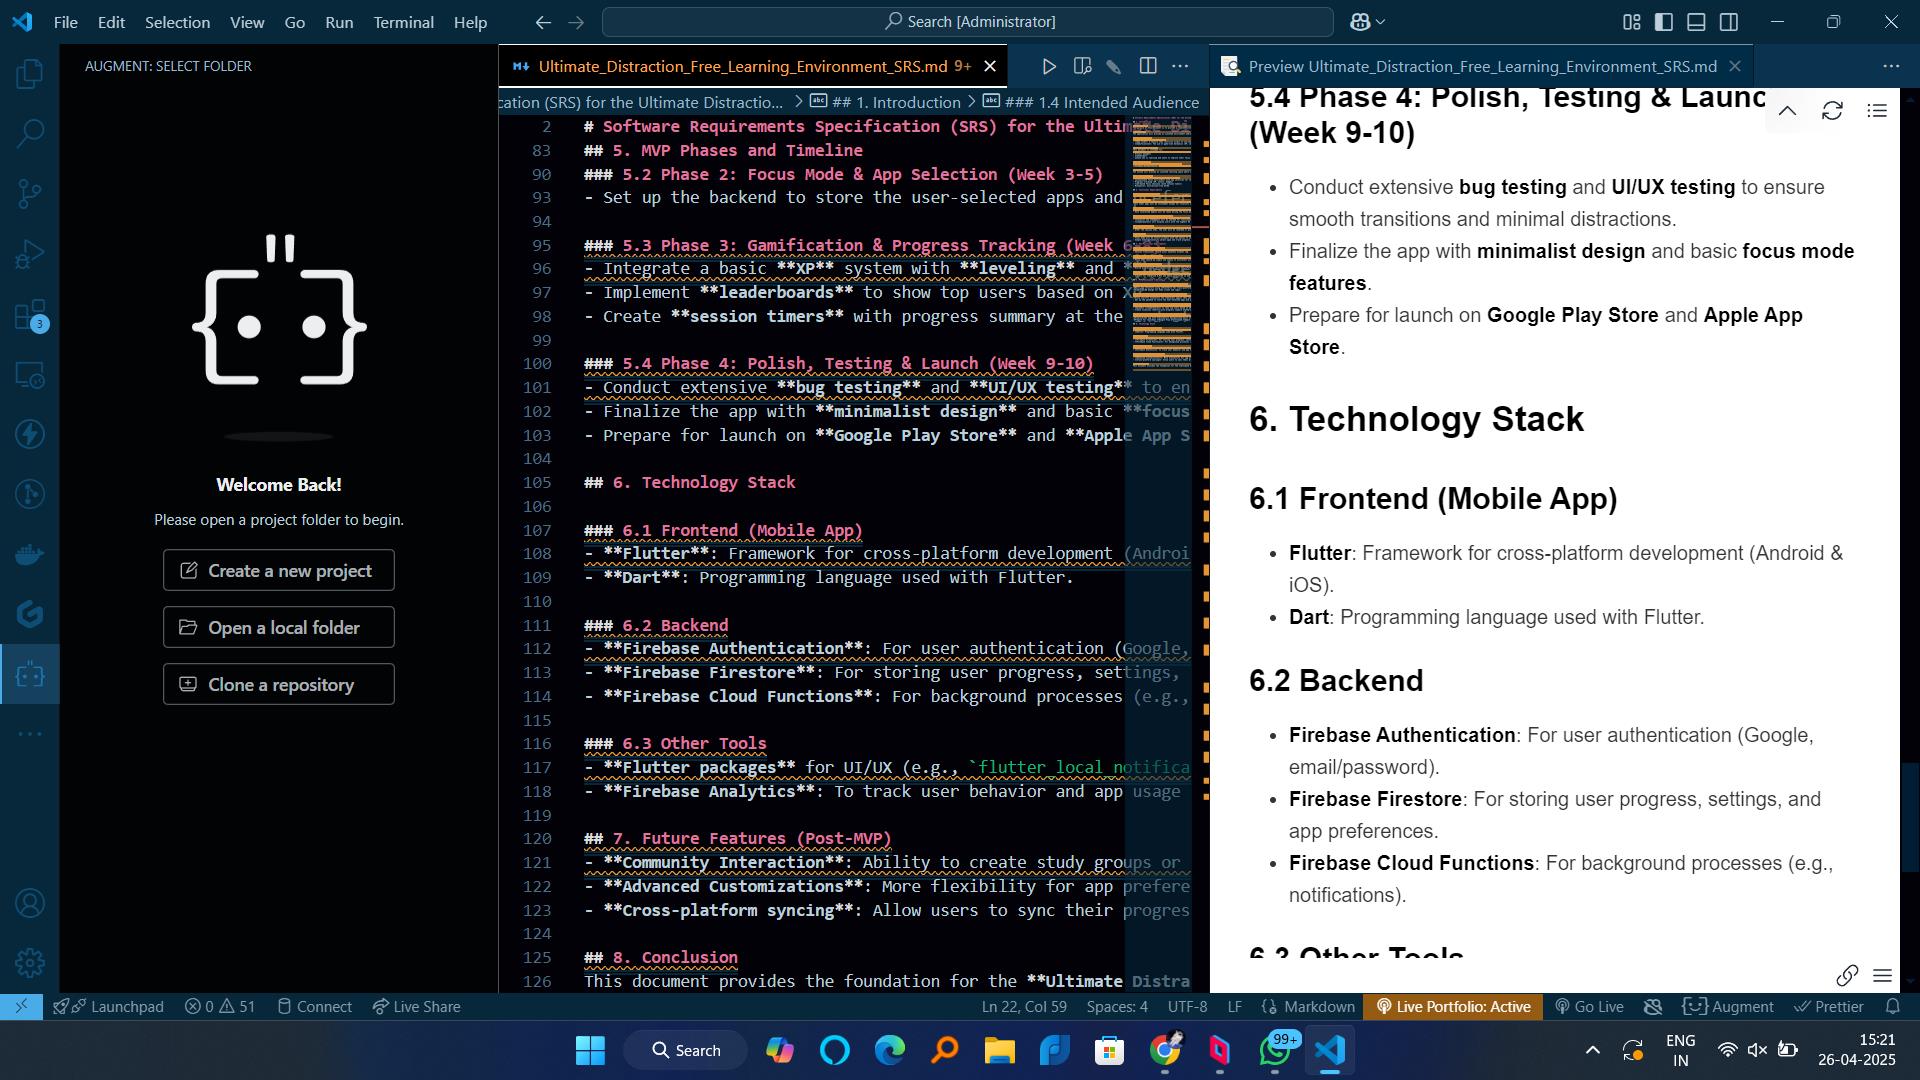 File Edit Selection View Go Run Terminal Help
Search [Administrator]
AUGMENT: SELECT FOLDER
Welcome Back!
Please open a project folder to begin.
Create a new project
Open a local folder
Clone a repository
3
Ultimate_Distraction_Free_Learning_Environment_SRS.md 9+
cation (SRS) for the Ultimate Distractio... > ## 1. Introduction > ### 1.4 Intended Audience
2 # Software Requirements Specification (SRS) for the Ultim
83 ## 5. MVP Phases and Timeline
90 ### 5.2 Phase 2: Focus Mode & App Selection (Week 3-5)
93 - Set up the backend to store the user-selected apps and
94
95 ### 5.3 Phase 3: Gamification & Progress Tracking (Week 6
96 - Integrate a basic **XP** system with **leveling** and
97 - Implement **leaderboards** to show top users based on X
98 - Create **session timers** with progress summary at the
99
100 ### 5.4 Phase 4: Polish, Testing & Launch (Week 9-10)
101 - Conduct extensive **bug testing** and **UI/UX testing** to en
102 - Finalize the app with **minimalist design** and basic **focus
103 - Prepare for launch on **Google Play Store** and **Apple App S
104
105 ## 6. Technology Stack
106
107 ### 6.1 Frontend (Mobile App)
108 - **Flutter**: Framework for cross-platform development (Androi
109 - **Dart**: Programming language used with Flutter.
110
111 ### 6.2 Backend
112 - **Firebase Authentication**: For user authentication (Google,
113 - **Firebase Firestore**: For storing user progress, settings,
114 - **Firebase Cloud Functions**: For background processes (e.g.,
115
116 ### 6.3 Other Tools
117 - **Flutter packages** for UI/UX (e.g., `flutter_local_notifica
118 - **Firebase Analytics**: To track user behavior and app usage
119
120 ## 7. Future Features (Post-MVP)
121 - **Community Interaction**: Ability to create study groups or
122 - **Advanced Customizations**: More flexibility for app prefere
123 - **Cross-platform syncing**: Allow users to sync their progres
124
125 ## 8. Conclusion
126 This document provides the foundation for the **Ultimate Distra
Preview Ultimate_Distraction_Free_Learning_Environment_SRS.md
5.4 Phase 4: Polish, Testing & Launc
(Week 9-10)
• Conduct extensive bug testing and UI/UX testing to ensure
smooth transitions and minimal distractions.
• Finalize the app with minimalist design and basic focus mode
features.
• Prepare for launch on Google Play Store and Apple App
Store.
6. Technology Stack
6.1 Frontend (Mobile App)
• Flutter: Framework for cross-platform development (Android &
iOS).
• Dart: Programming language used with Flutter.
6.2 Backend
• Firebase Authentication: For user authentication (Google,
email/password).
• Firebase Firestore: For storing user progress, settings, and
app preferences.
• Firebase Cloud Functions: For background processes (e.g.,
notifications).
6.3 Other Tools
Launchpad 0 51 Connect Live Share Ln 22, Col 59 Spaces: 4 UTF-8 LF Markdown Live Portfolio: Active Go Live Augment Prettier
Search 99+ ENG
IN
15:21
26-04-2025